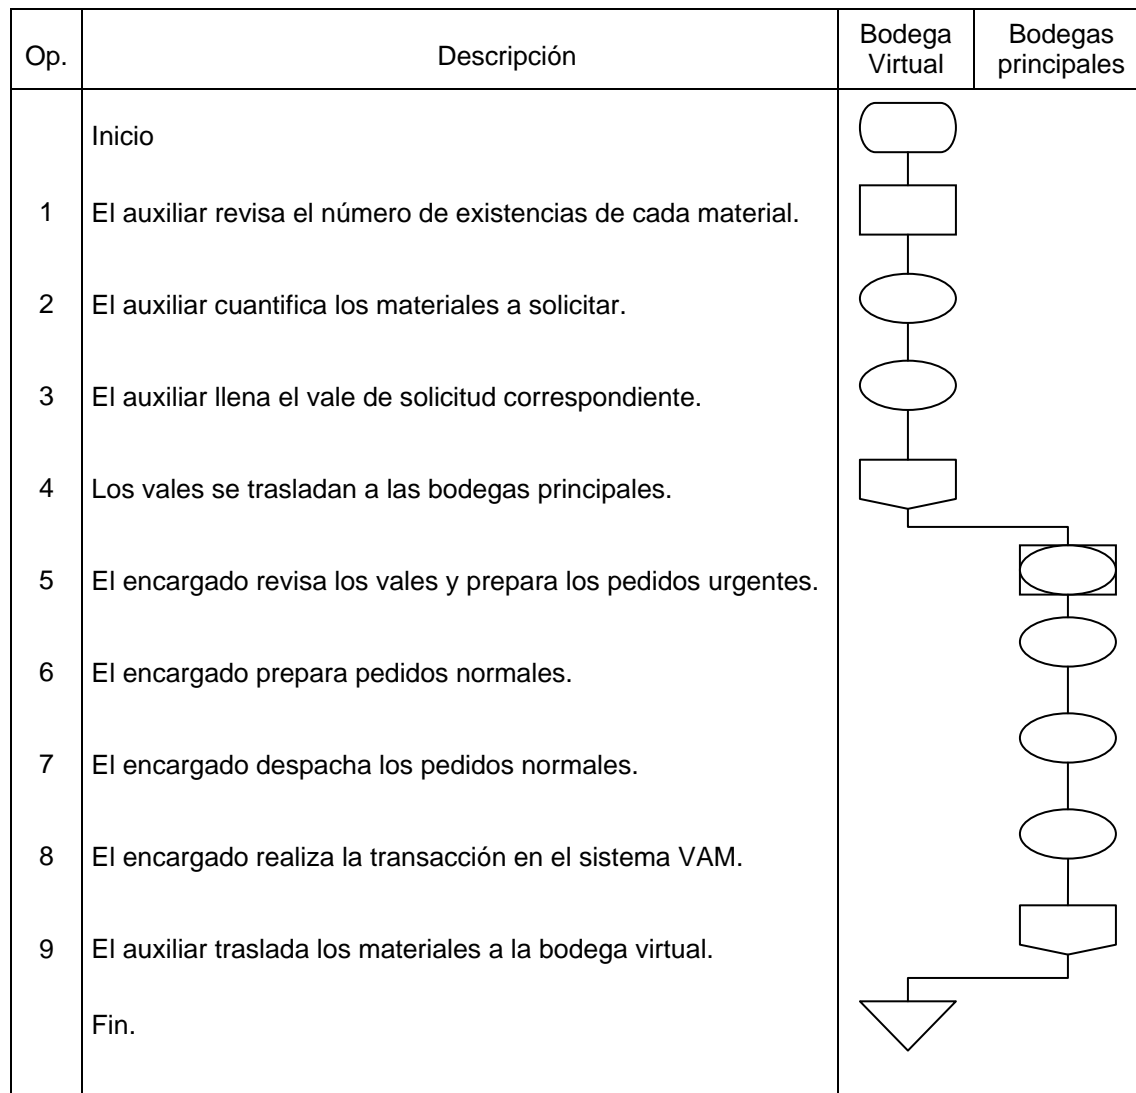 Op.
Descripción
Bodega
Virtual
Bodegas
principales
Inicio
1 El auxiliar revisa el número de existencias de cada material.
2 El auxiliar cuantifica los materiales a solicitar.
3 El auxiliar llena el vale de solicitud correspondiente.
4 Los vales se trasladan a las bodegas principales.
5 El encargado revisa los vales y prepara los pedidos urgentes.
6 El encargado prepara pedidos normales.
7 El encargado despacha los pedidos normales.
8 El encargado realiza la transacción en el sistema VAM.
9 El auxiliar traslada los materiales a la bodega virtual.
Fin.